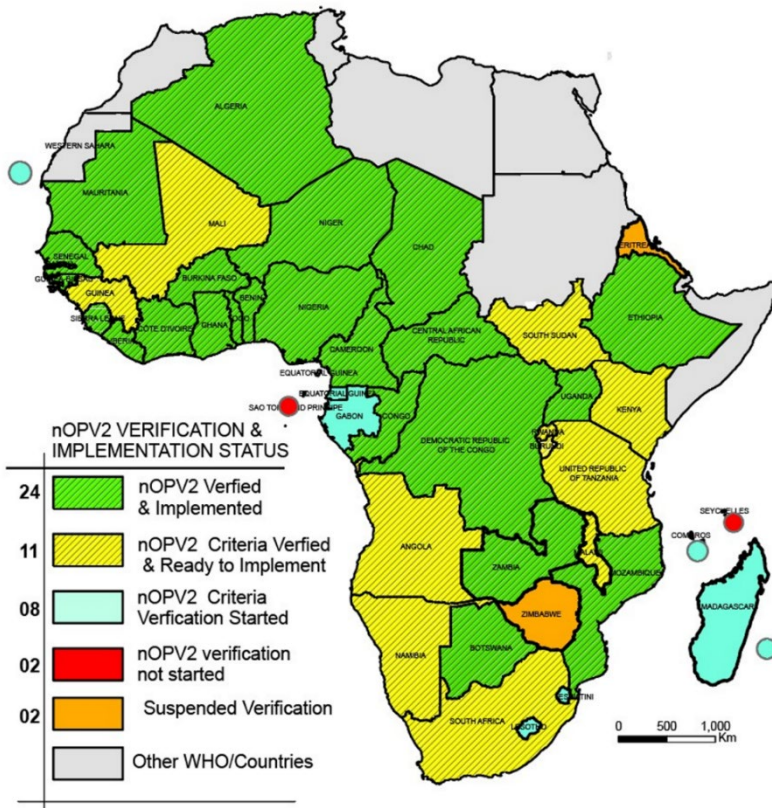 ALGERIA
WESTERN SAHARA
MAURITANIA
MALI
NIGER
CHAD
ERITREA
SENEGAL
GUINEA
BURKINA FASO
BENIN
NIGERIA
ETHIOPIA
SIERRA LEONE
COTE D'IVOIRE
GHANA
TOGO
CENTRAL AFRICAN
REPUBLIC
SOUTH SUDAN
LIBERIA
CAMEROON
EQUATORIAL GUINEA
EQUATORIAL GUINEA
SAO TOME AND PRINCIPE
GABON
CONGO
UGANDA
KENYA
DEMOCRATIC REPUBLIC
OF THE CONGO
RWANDA
BURUNDI
UNITED REPUBLIC
OF TANZANIA
SEYCHELLES
COMOROS
ANGOLA
ZAMBIA
MALAWI
MOZAMBIQUE
MADAGASCAR
ZIMBABWE
NAMIBIA
BOTSWANA
ESWATINI
SOUTH AFRICA
LESOTHO
nOPV2 VERIFICATION &
IMPLEMENTATION STATUS
24 nOPV2 Verfied
& Implemented
11 nOPV2 Criteria Verfied
& Ready to Implement
08 nOPV2 Criteria
Verfication Started
02 nOPV2 verification
not started
02 Suspended Verification
Other WHO/Countries
0 500 1,000
Km